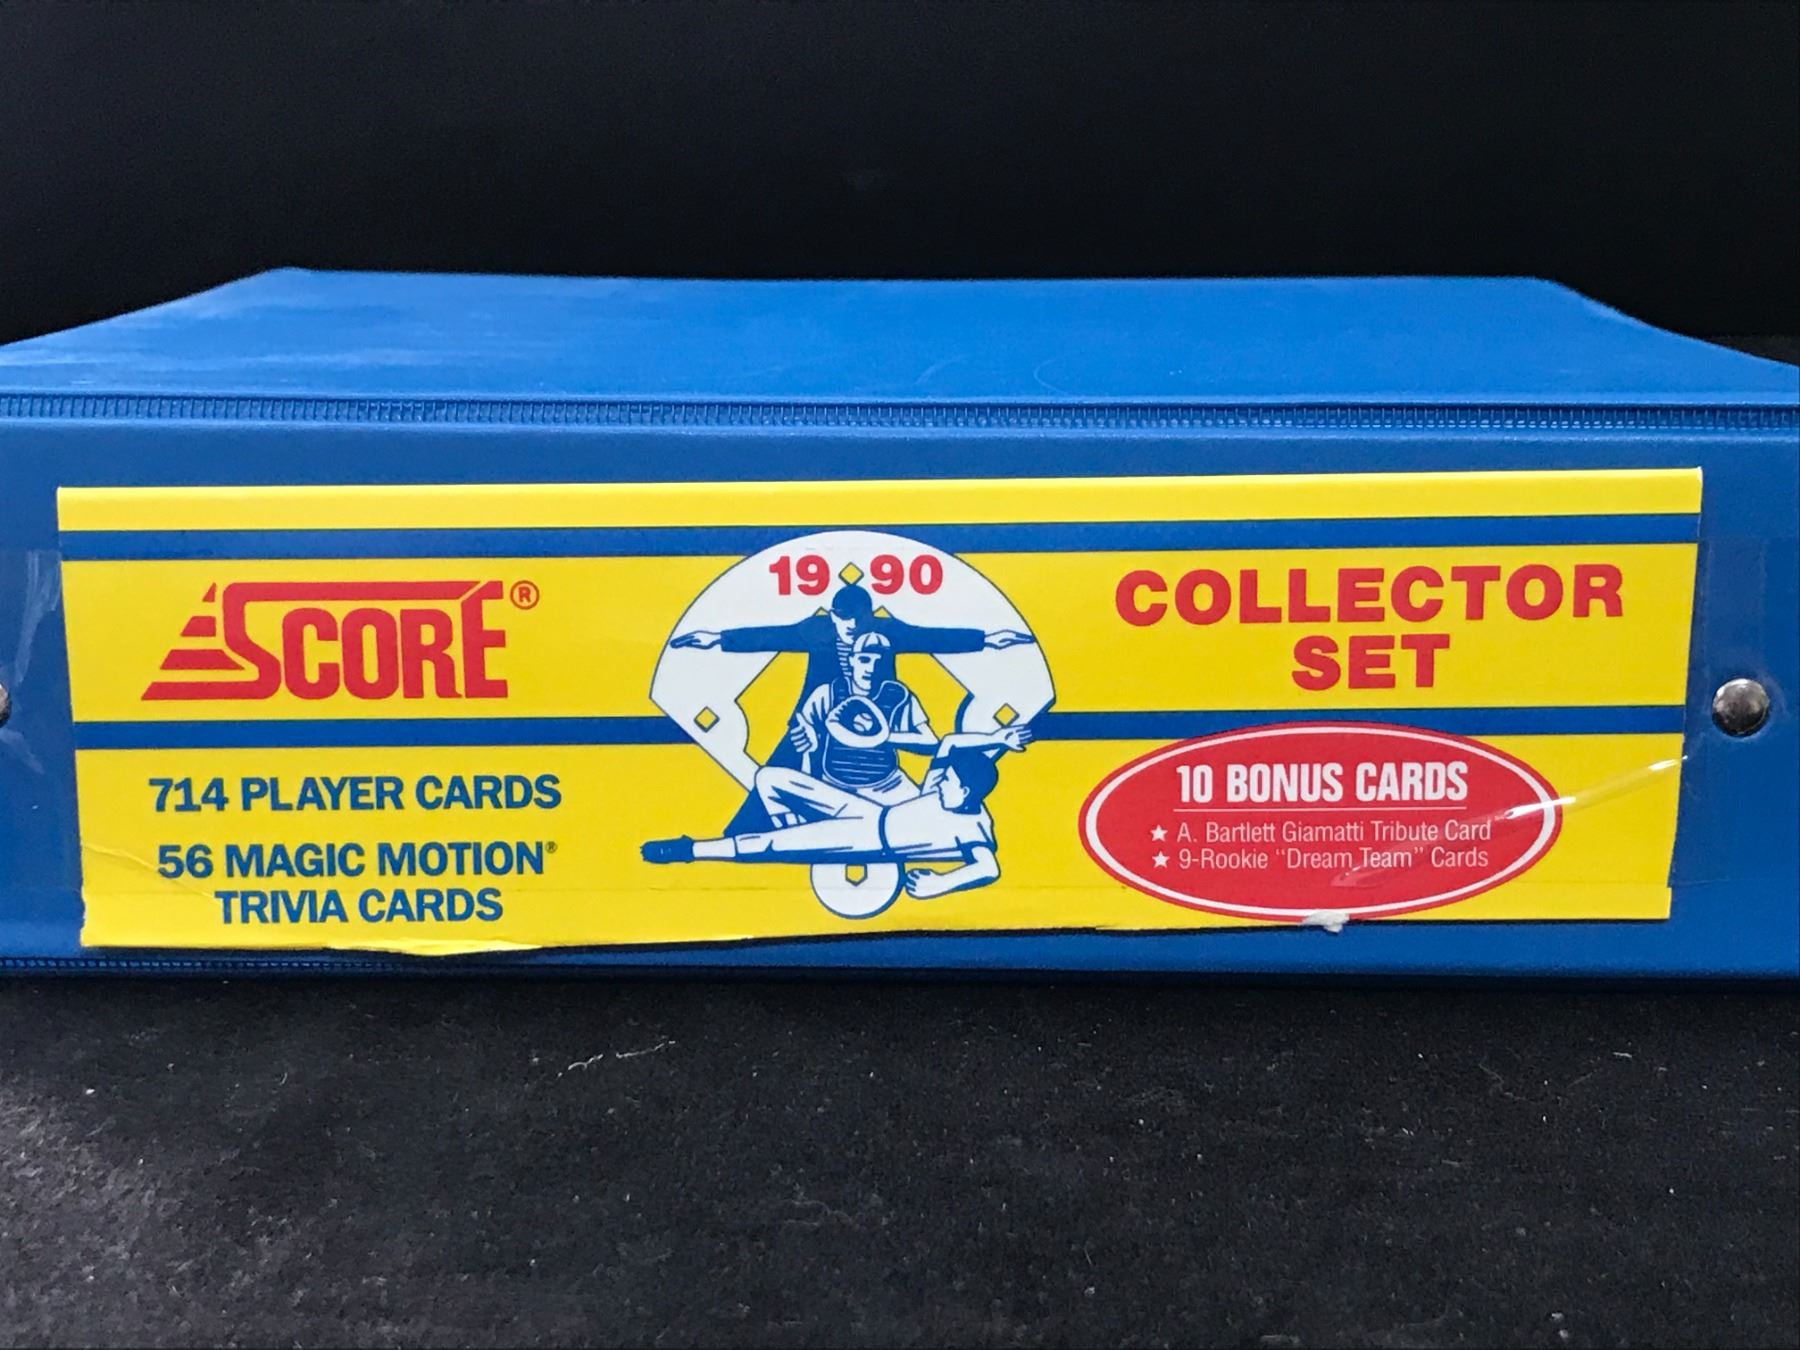 SCORE®
19 90
COLLECTOR
SET
714 PLAYER CARDS
56 MAGIC MOTION®
TRIVIA CARDS
10 BONUS CARDS
★ A. Bartlett Giamatti Tribute Card
★ 9-Rookie "Dream Team" Cards